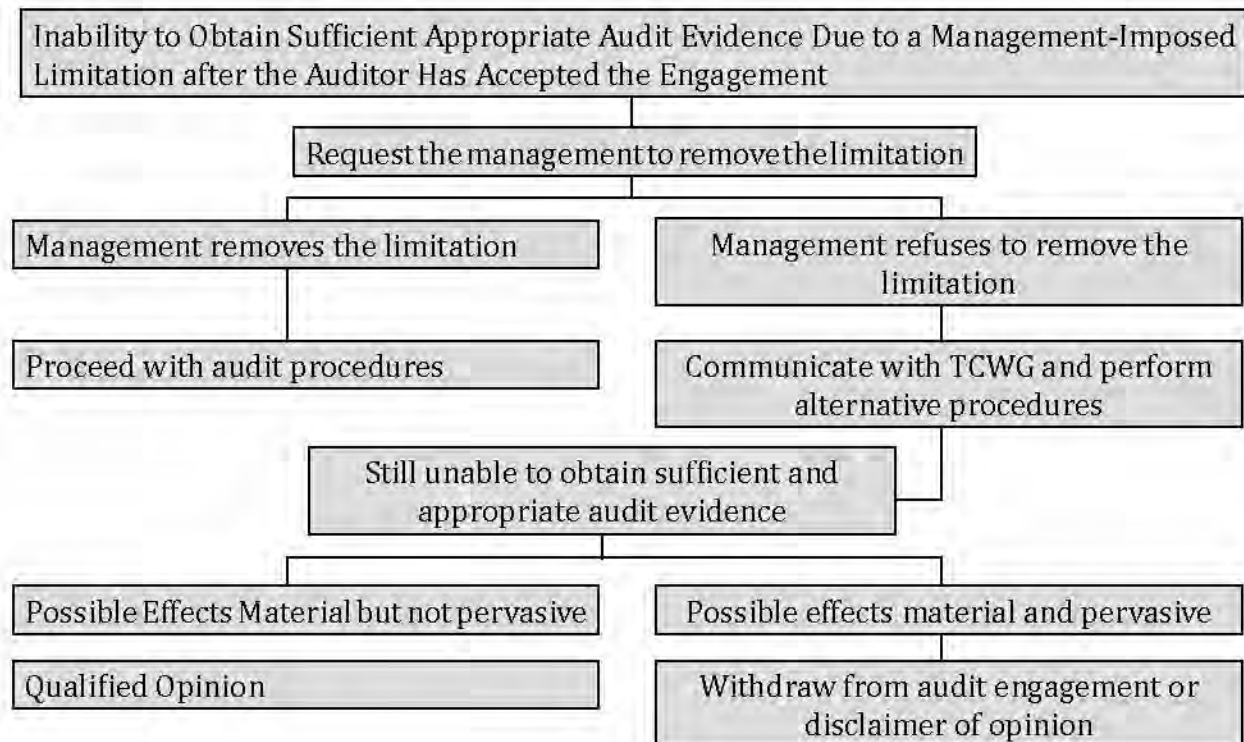 Inability to Obtain Sufficient Appropriate Audit Evidence Due to a Management-Imposed
Limitation after the Auditor Has Accepted the Engagement
Request the management to remove the limitation
Management removes the limitation
Management refuses to remove the
limitation
Proceed with audit procedures
Communicate with TCWG and perform
alternative procedures
Still unable to obtain sufficient and
appropriate audit evidence
Possible Effects Material but not pervasive
Possible effects material and pervasive
Qualified Opinion
Withdraw from audit engagement or
disclaimer of opinion